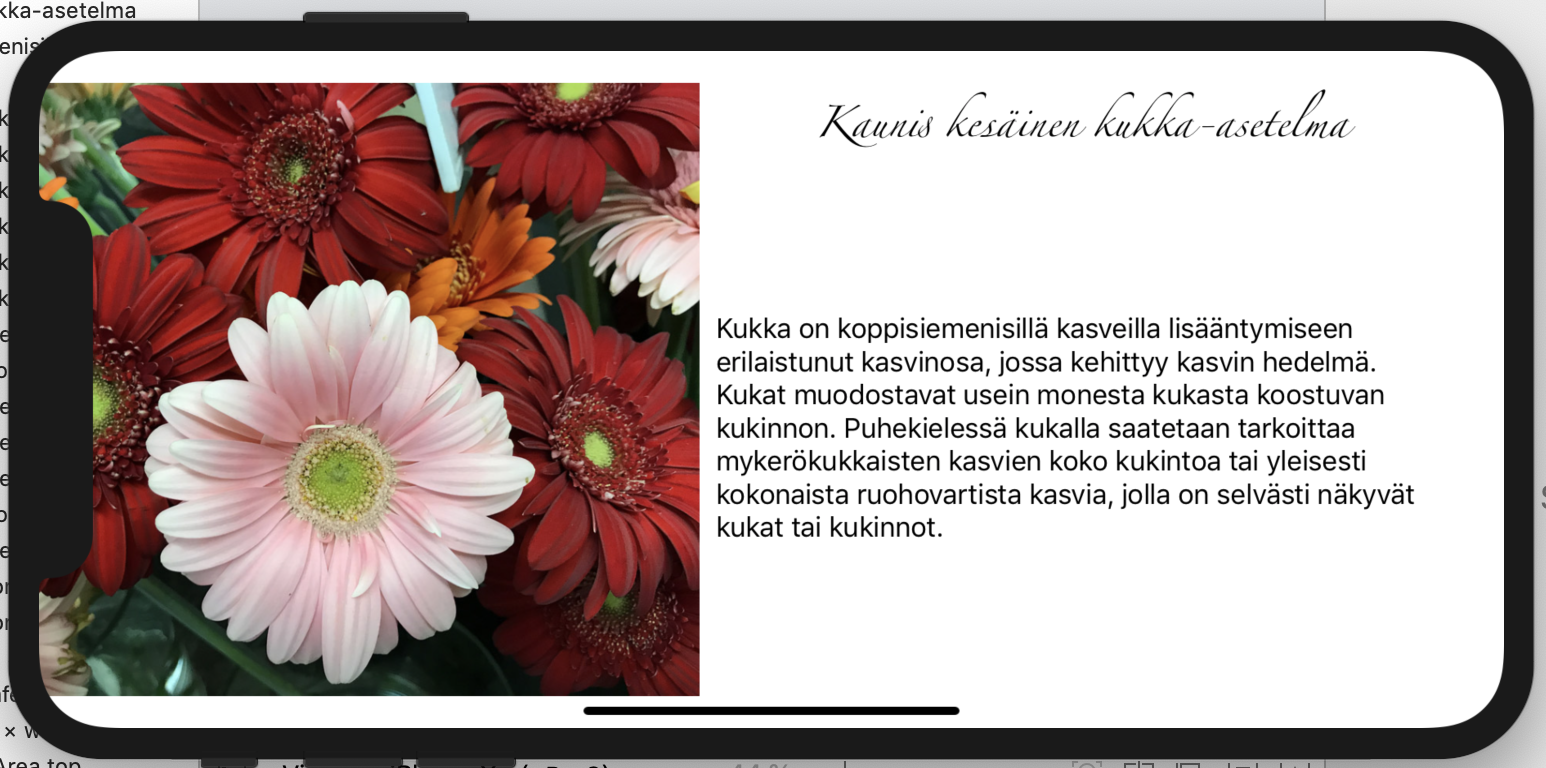 kka-asetelma
Kaunis kesäinen kukka-asetelma
Kukka on koppisiemenisillä kasveilla lisääntymiseen
erilaistunut kasvinosa, jossa kehittyy kasvin hedelmä.
Kukat muodostavat usein monesta kukasta koostuvan
kukinnon. Puhekielessä kukalla saatetaan tarkoittaa
mykerökukkaisten kasvien koko kukintoa tai yleisesti
kokonaista ruohovartista kasvia, jolla on selvästi näkyvät
kukat tai kukinnot.
× w
Area top